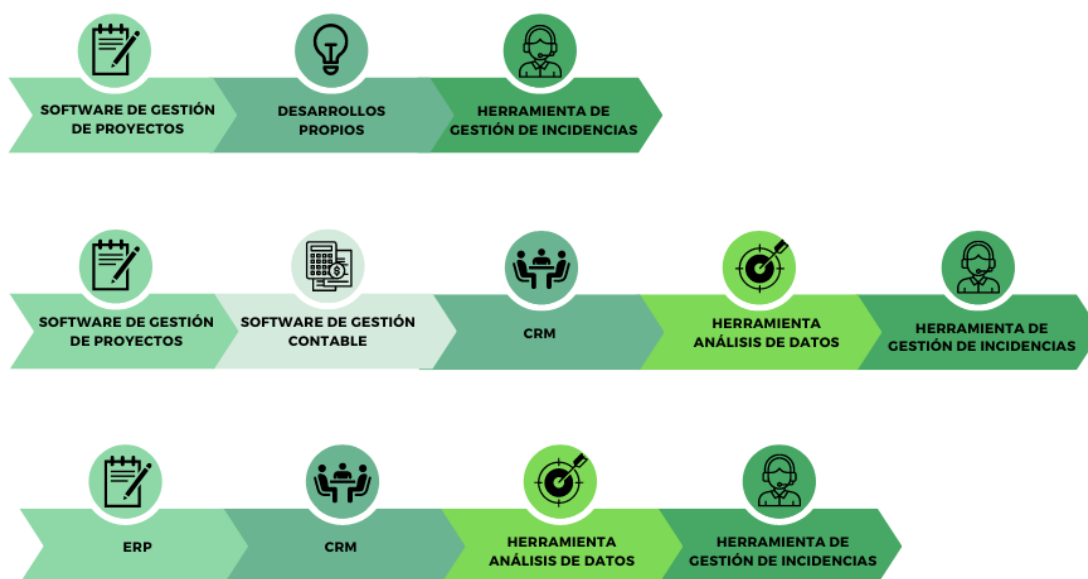 SOFTWARE DE GESTIÓN
DE PROYECTOS
DESARROLLOS
PROPIOS
HERRAMIENTA DE
GESTIÓN DE INCIDENCIAS
SOFTWARE DE GESTIÓN
DE PROYECTOS
SOFTWARE DE GESTIÓN
CONTABLE
CRM
HERRAMIENTA
ANÁLISIS DE DATOS
HERRAMIENTA DE
GESTIÓN DE INCIDENCIAS
ERP
CRM
HERRAMIENTA
ANÁLISIS DE DATOS
HERRAMIENTA DE
GESTIÓN DE INCIDENCIAS